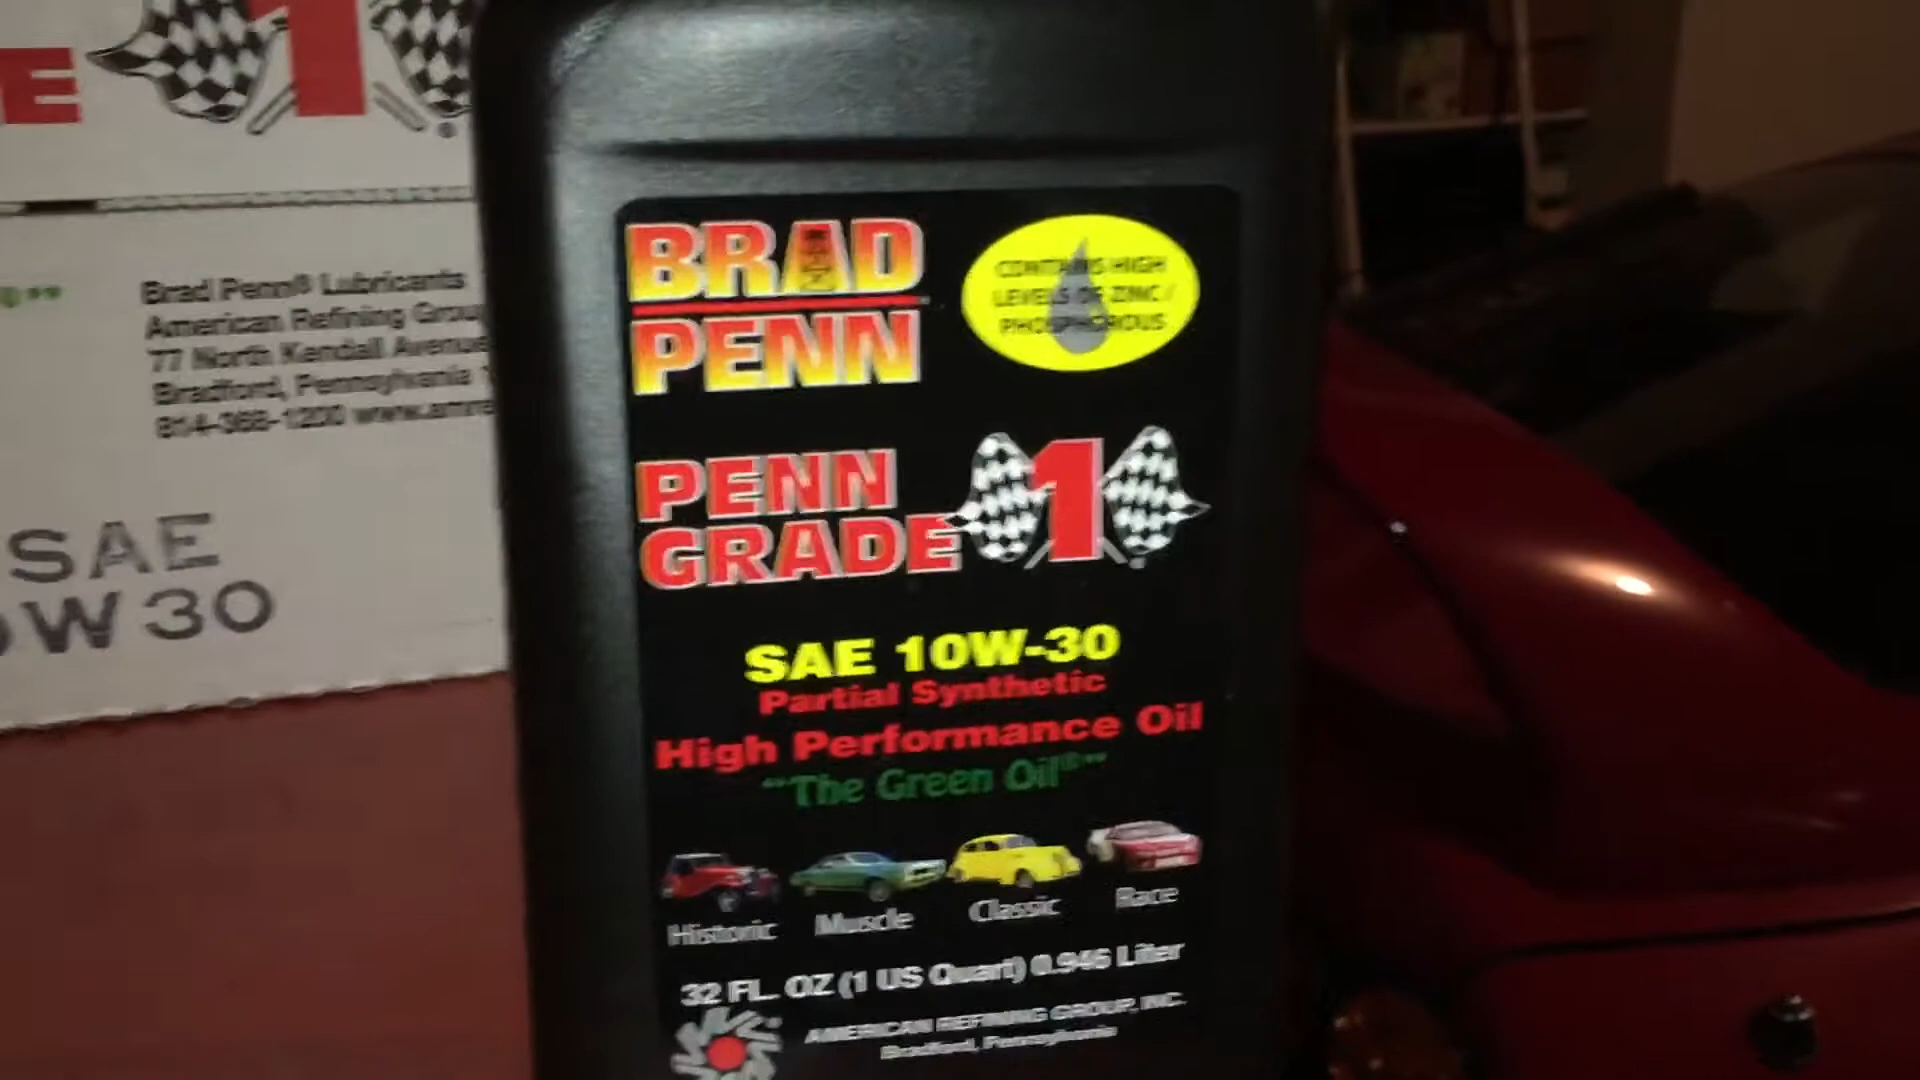 E 1
Brad Penn® Lubricants
American Refining Grou
77 North Kendall Avenue
Bradford, Pennsylvania
814-368-1200 www.amre
SAE
0W30
BRAD
PENN
CONTAINS HIGH
LEVELS OF ZINC/
PHOSPHOROUS
PENN
GRADE 1
SAE 10W-30
Partial Synthetic
High Performance Oil
"The Green Oil®"
Historic Muscle Classic Race
32 FL. OZ (1 US Quart) 0.946 Liter
AMERICAN REFINING GROUP, INC.
Bradford, Pennsylvania